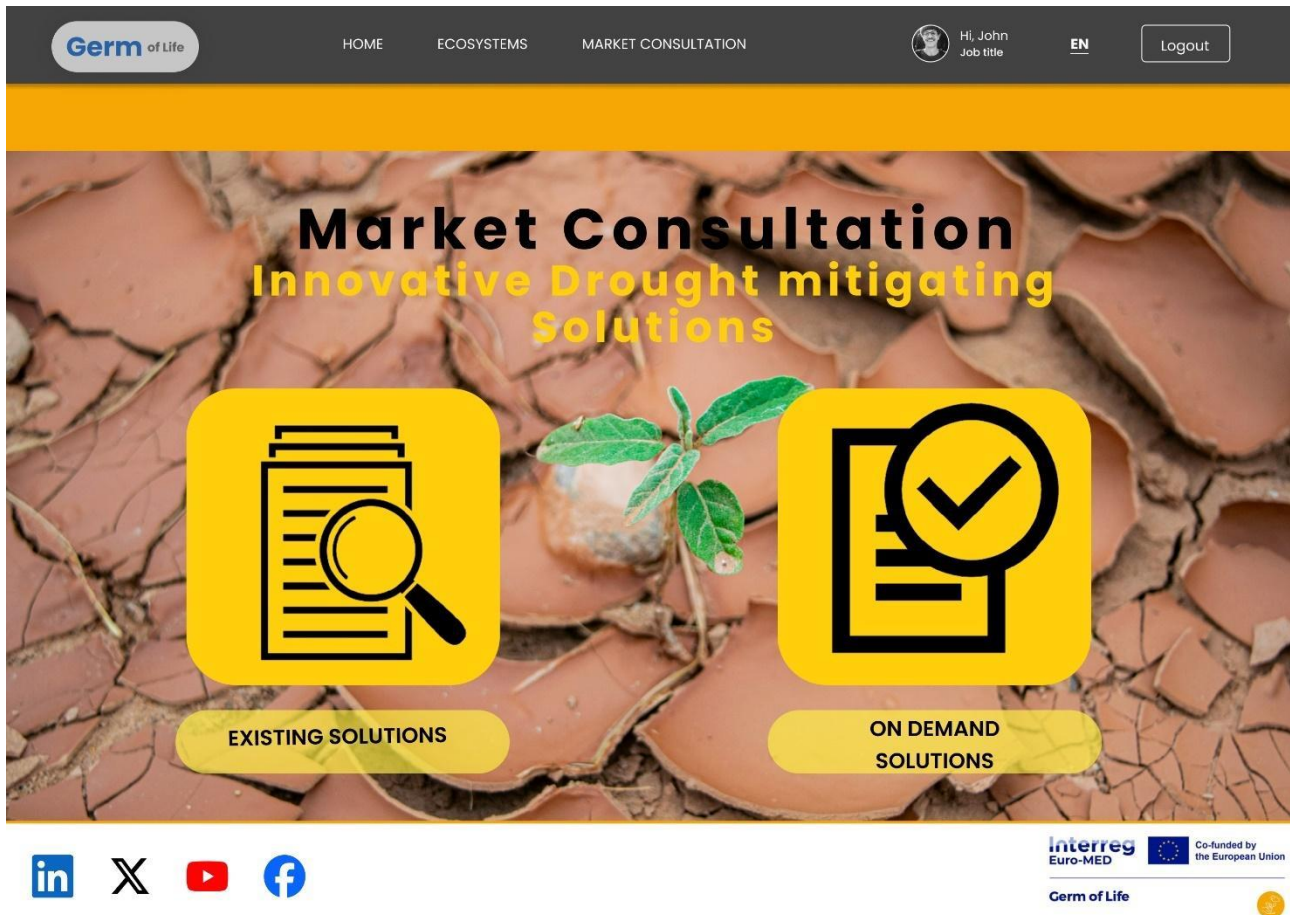 Germ of Life
HOME
ECOSYSTEMS
MARKET CONSULTATION
Hi, John
Job title
EN
Logout
Market Consultation
Innovative Drought mitigating
Solutions
EXISTING SOLUTIONS
ON DEMAND
SOLUTIONS
in
X
f
Interreg
Euro-MED
Co-funded by
the European Union
Germ of Life